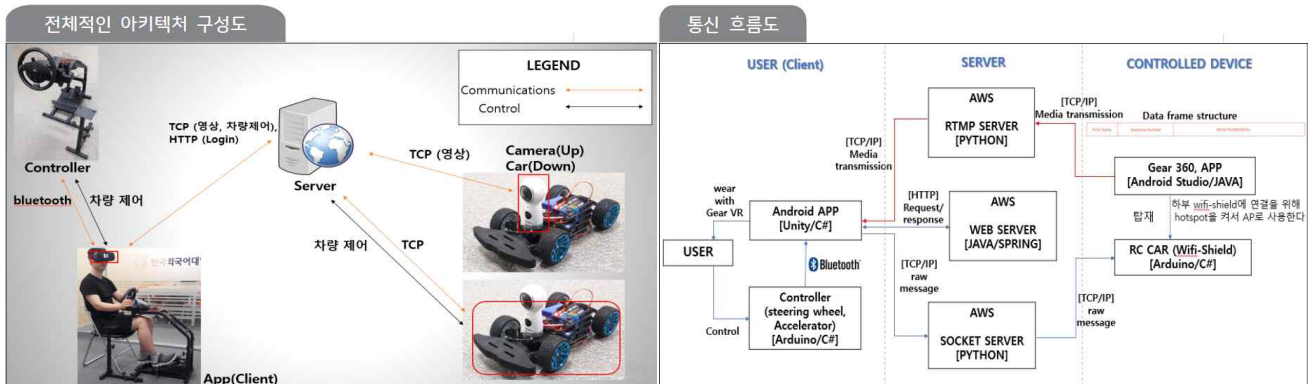 전체적인 아키텍처 구성도
LEGEND
Communications
Control
TCP (영상, 차량제어),
HTTP (Login)
Controller
bluetooth
차량 제어
Server
TCP (영상)
Camera(Up)
Car(Down)
차량 제어
TCP
App(Client)
통신 흐름도
USER (Client)
SERVER
CONTROLLED DEVICE
AWS
RTMP SERVER
[PYTHON]
[TCP/IP]
Media transmission
Data frame structure
[TCP/IP]
Media
transmission
Gear 360, APP
[Android Studio/JAVA]
wear
with
Gear VR
Android APP
[Unity/C#]
[HTTP]
Request/
response
AWS
WEB SERVER
[JAVA/SPRING]
탑재
하부 wifi-shield에 연결을 위해
hotspot을 켜서 AP로 사용한다
USER
Bluetooth
RC CAR (Wifi-Shield)
[Arduino/C#]
[TCP/IP]
raw
message
Control
Controller
(steering wheel,
Accelerator)
[Arduino/C#]
AWS
SOCKET SERVER
[PYTHON]
[TCP/IP]
raw
message